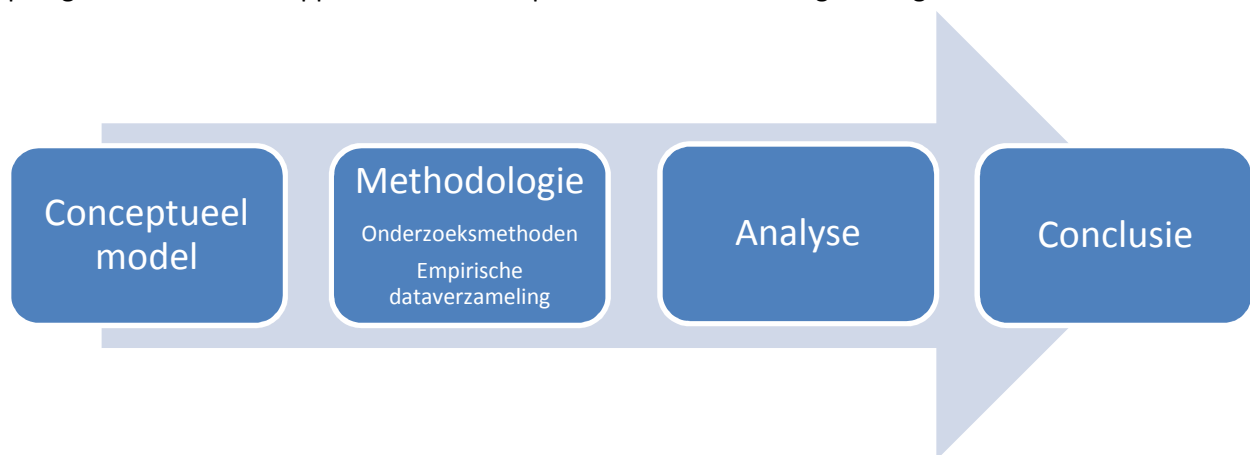 Conceptueel
model
Methodologie
Onderzoeksmethoden
Empirische
dataverzameling
Analyse
Conclusie